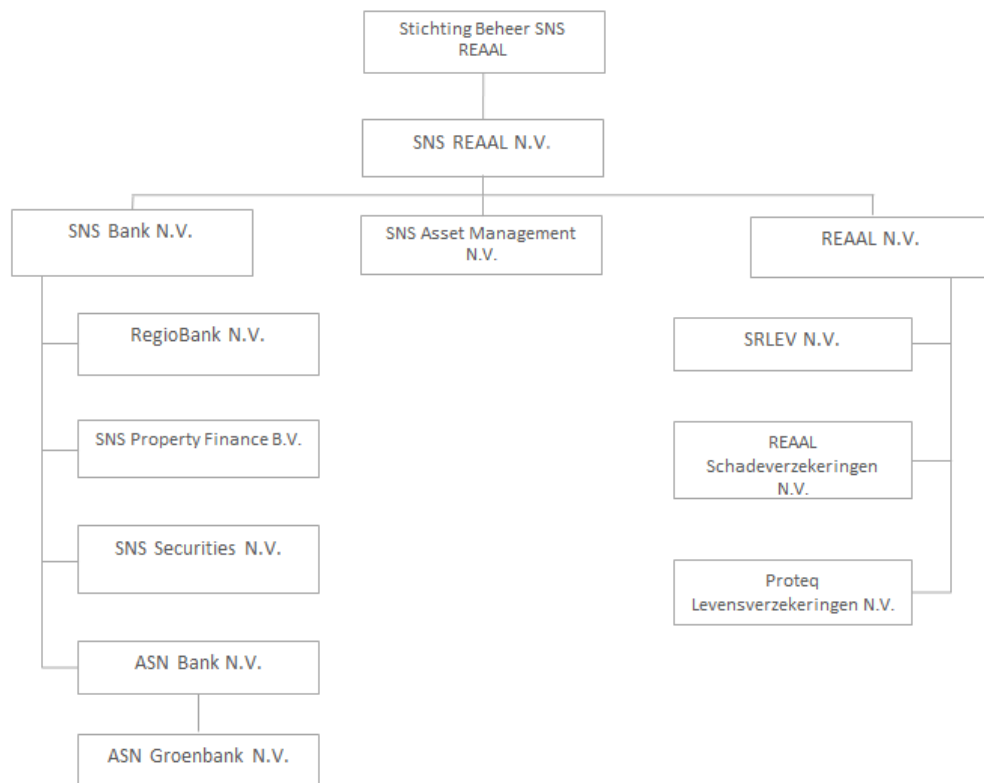 Stichting Beheer SNS
REAAL
SNS REAAL N.V.
SNS Bank N.V.
SNS Asset Management
N.V.
REAAL N.V.
RegioBank N.V.
SNS Property Finance B.V.
SNS Securities N.V.
ASN Bank N.V.
ASN Groenbank N.V.
SRLEV N.V.
REAAL
Schadeverzekeringen
N.V.
Proteq
Levensverzekeringen N.V.